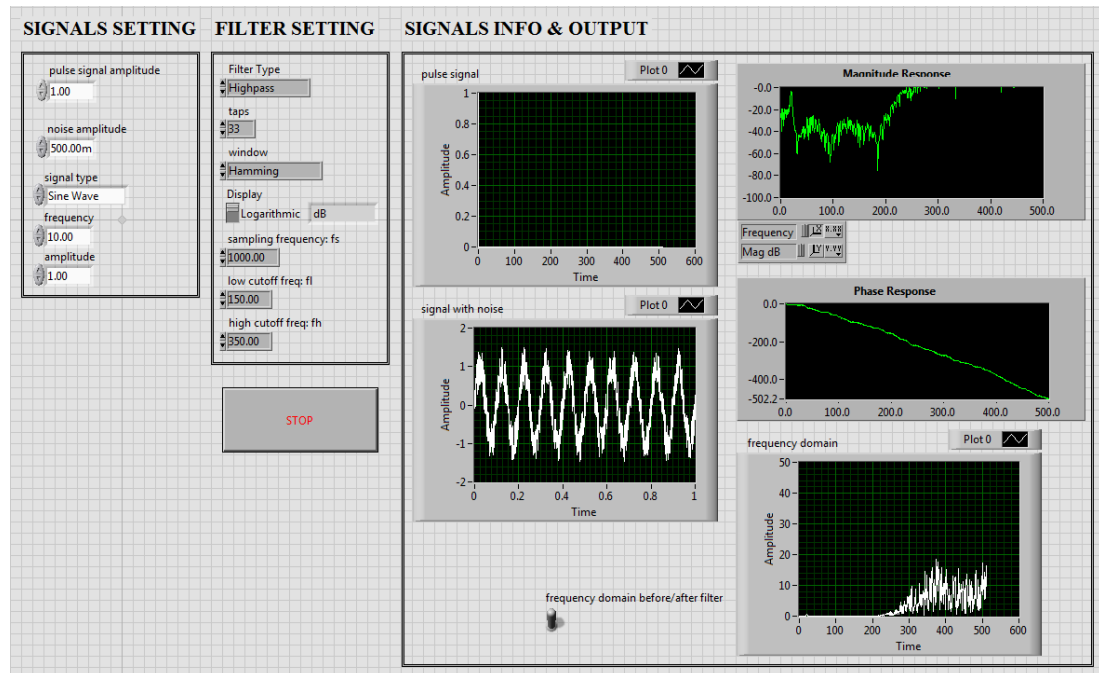 SIGNALS SETTING
FILTER SETTING
SIGNALS INFO & OUTPUT
pulse signal amplitude
1.00
noise amplitude
500.00m
signal type
Sine Wave
frequency
10.00
amplitude
1.00
Filter Type
Highpass
taps
33
window
Hamming
Display
Logarithmic dB
sampling frequency: fs
1000.00
low cutoff freq: fl
150.00
high cutoff freq: fh
350.00
STOP
pulse signal
Plot 0
1
0.8
0.6
0.4
0.2
0
Amplitude
0 100 200 300 400 500 600
Time
signal with noise
Plot 0
2
1
0
-1
-2
Amplitude
0 0.2 0.4 0.6 0.8 1
Time
frequency domain before/after filter
Magnitude Response
-0.0
-20.0
-40.0
-60.0
-80.0
-100.0
0.0 100.0 200.0 300.0 400.0 500.0
Frequency
Mag dB
Phase Response
0.0
-200.0
-400.0
-502.2
0.0 100.0 200.0 300.0 400.0 500.0
frequency domain
Plot 0
50
40
30
20
10
0
Amplitude
0 100 200 300 400 500 600
Time